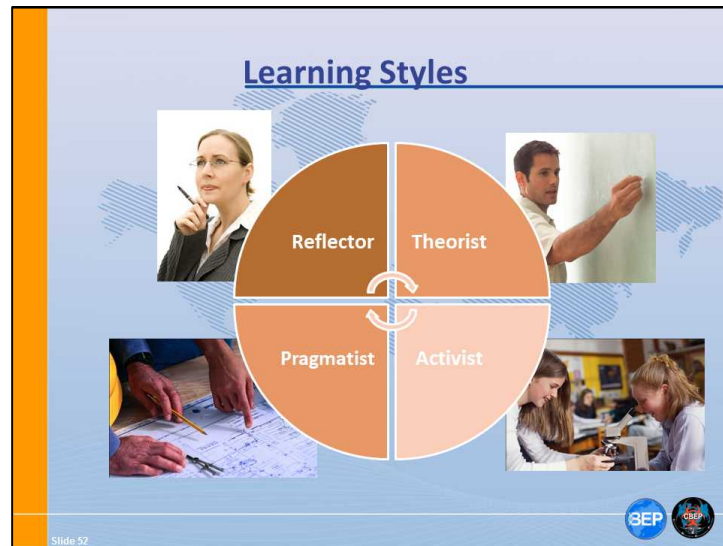 Learning Styles
Reflector
Theorist
Pragmatist
Activist
BEP
CBEP
Slide 52